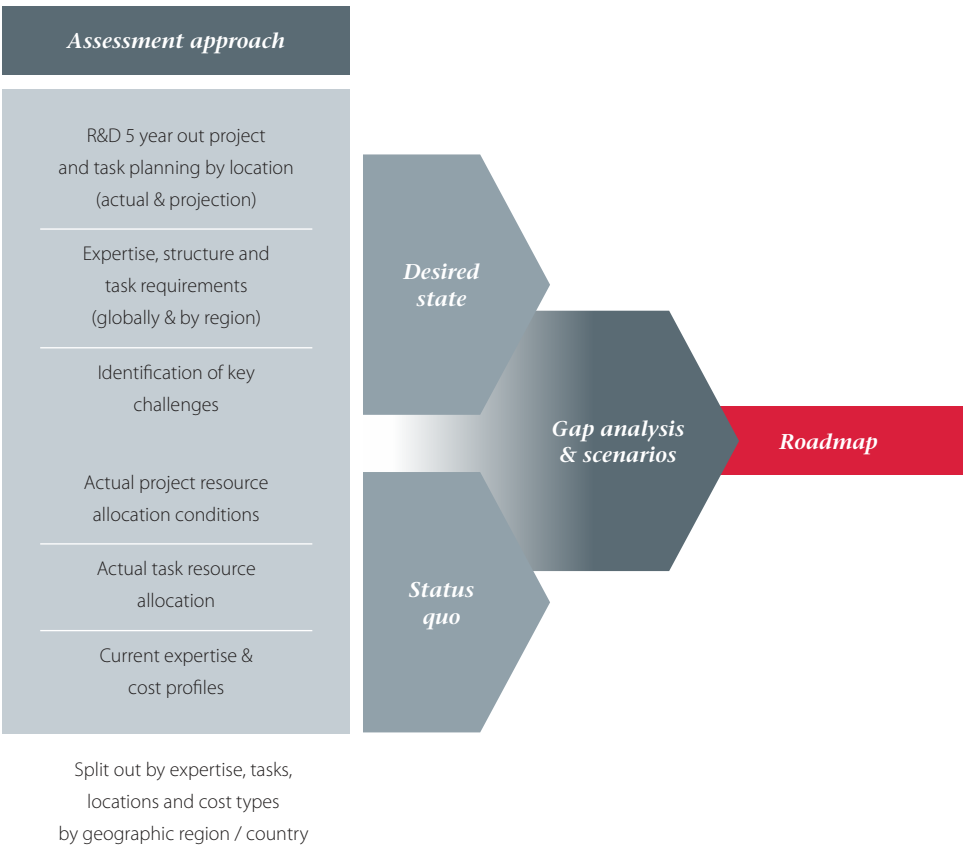 Assessment approach
R&D 5 year out project
and task planning by location
(actual & projection)
Expertise, structure and
task requirements
(globally & by region)
Identification of key
challenges
Actual project resource
allocation conditions
Actual task resource
allocation
Current expertise &
cost profiles
Split out by expertise, tasks,
locations and cost types
by geographic region / country
Desired
state
Status
quo
Gap analysis
& scenarios
Roadmap